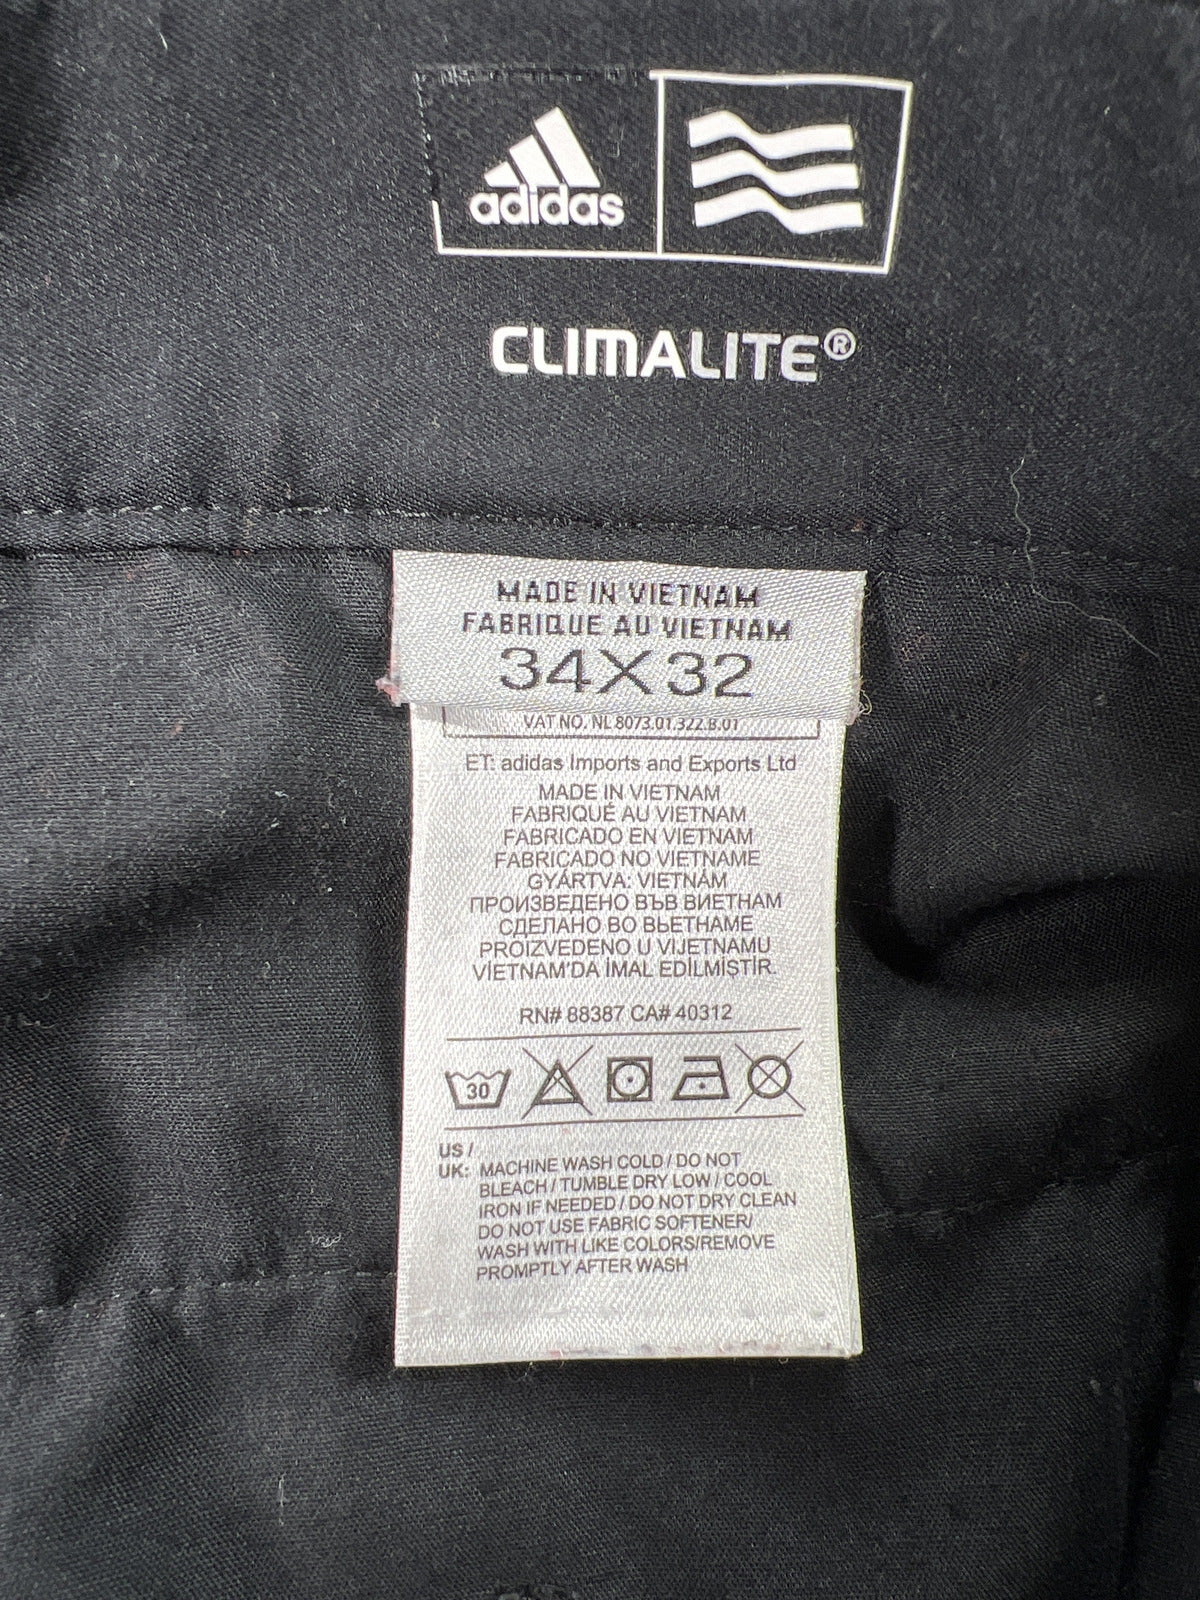 adidas
CLIMALITE®
MADE IN VIETNAM
FABRIQUE AU VIETNAM
34X32
VAT NO. NL 8073.01.322.B.01
ET: adidas Imports and Exports Ltd
MADE IN VIETNAM
FABRIQUÉ AU VIETNAM
FABRICADO EN VIETNAM
FABRICADO NO VIETNAME
GYÁRTVA: VIETNÁM
ПРОИЗВЕДЕНО ВЪВ ВИЕТНАМ
СДЕЛАНО ВО ВЬЕТНАМЕ
PROIZVEDENO U VIJETNAMU
VİETNAM'DA İMAL EDİLMİŞTİR.
RN# 88387 CA# 40312
30
US /
UK: MACHINE WASH COLD / DO NOT
BLEACH / TUMBLE DRY LOW / COOL
IRON IF NEEDED / DO NOT DRY CLEAN
DO NOT USE FABRIC SOFTENER/
WASH WITH LIKE COLORS/REMOVE
PROMPTLY AFTER WASH